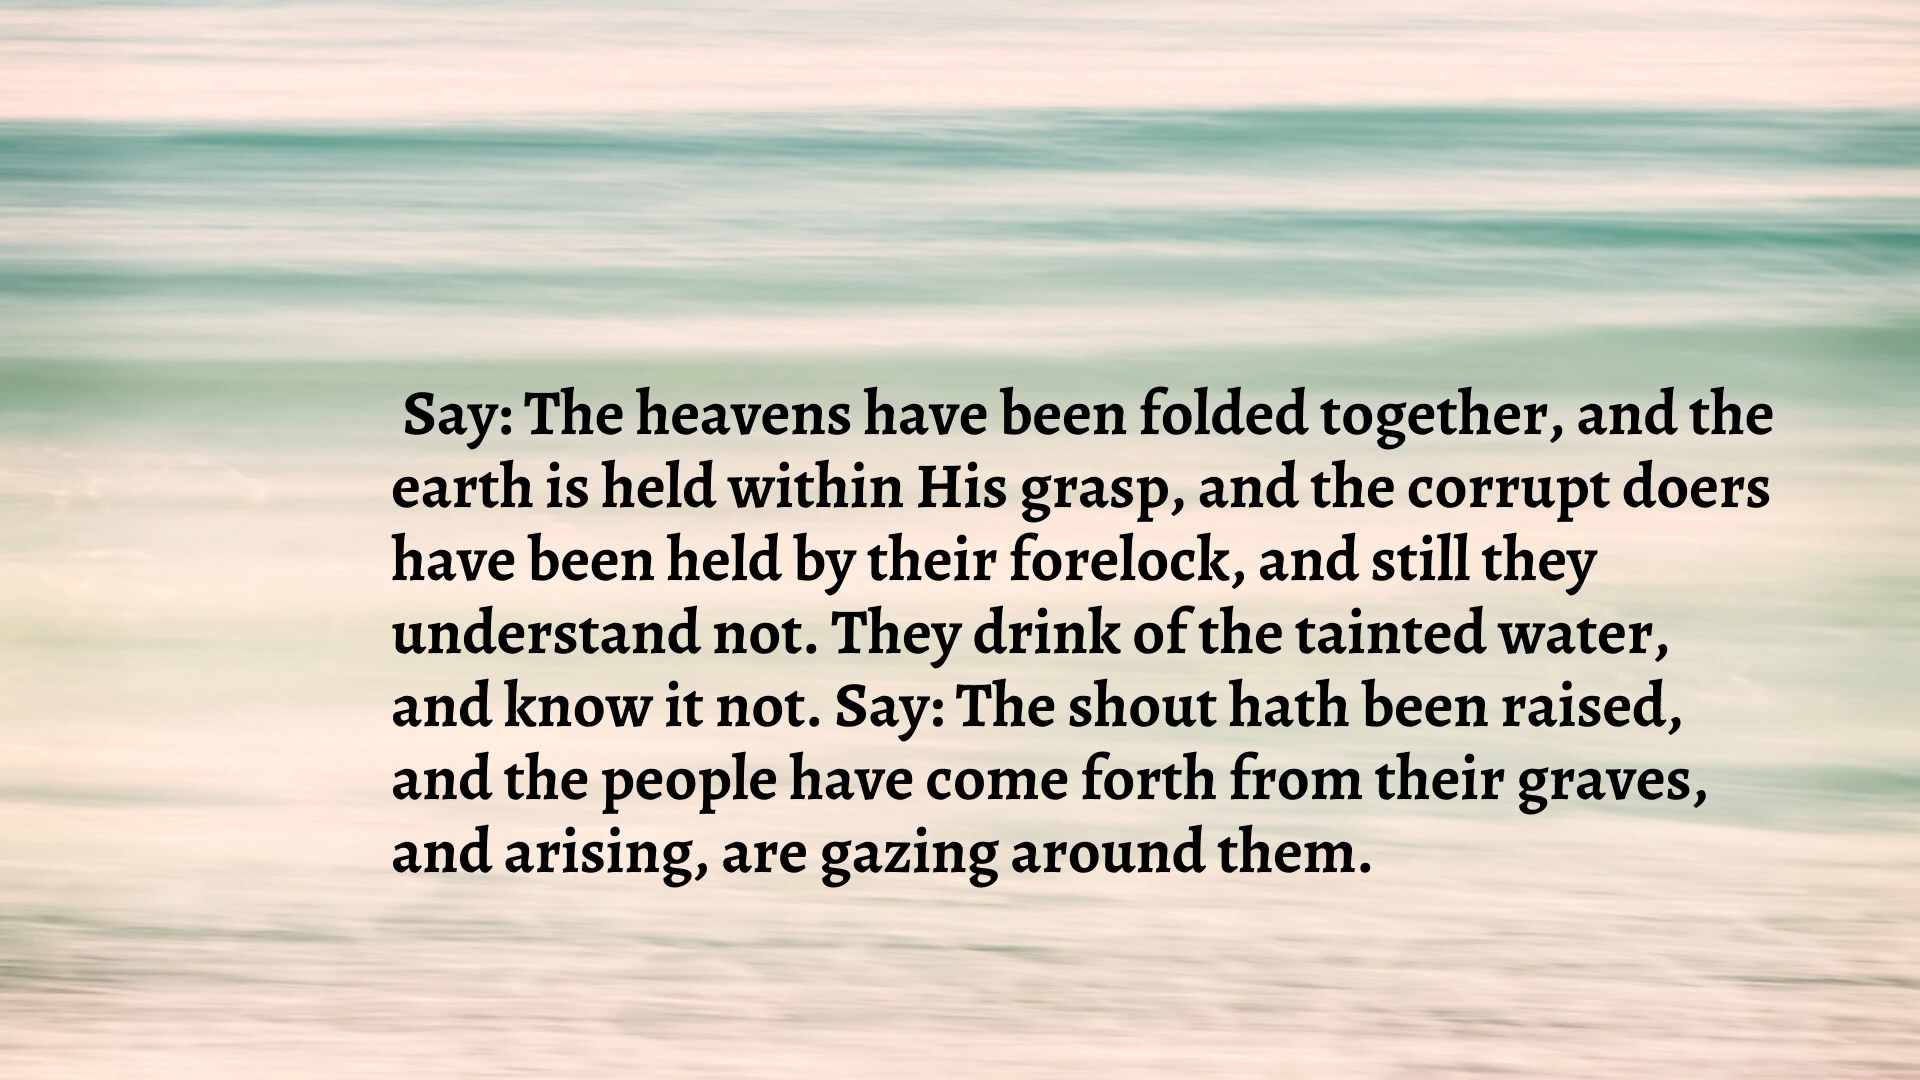 Say: The heavens have been folded together, and the
earth is held within His grasp, and the corrupt doers
have been held by their forelock, and still they
understand not. They drink of the tainted water,
and know it not. Say: The shout hath been raised,
and the people have come forth from their graves,
and arising, are gazing around them.